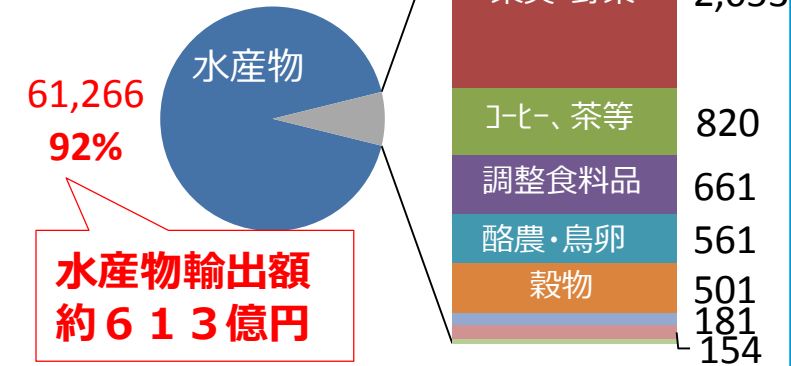 水産物
61,266
92%
水産物輸出額
約６１３億円
コーヒー、茶等
820
調整食料品
661
酪農・鳥卵
561
穀物
501
181
154